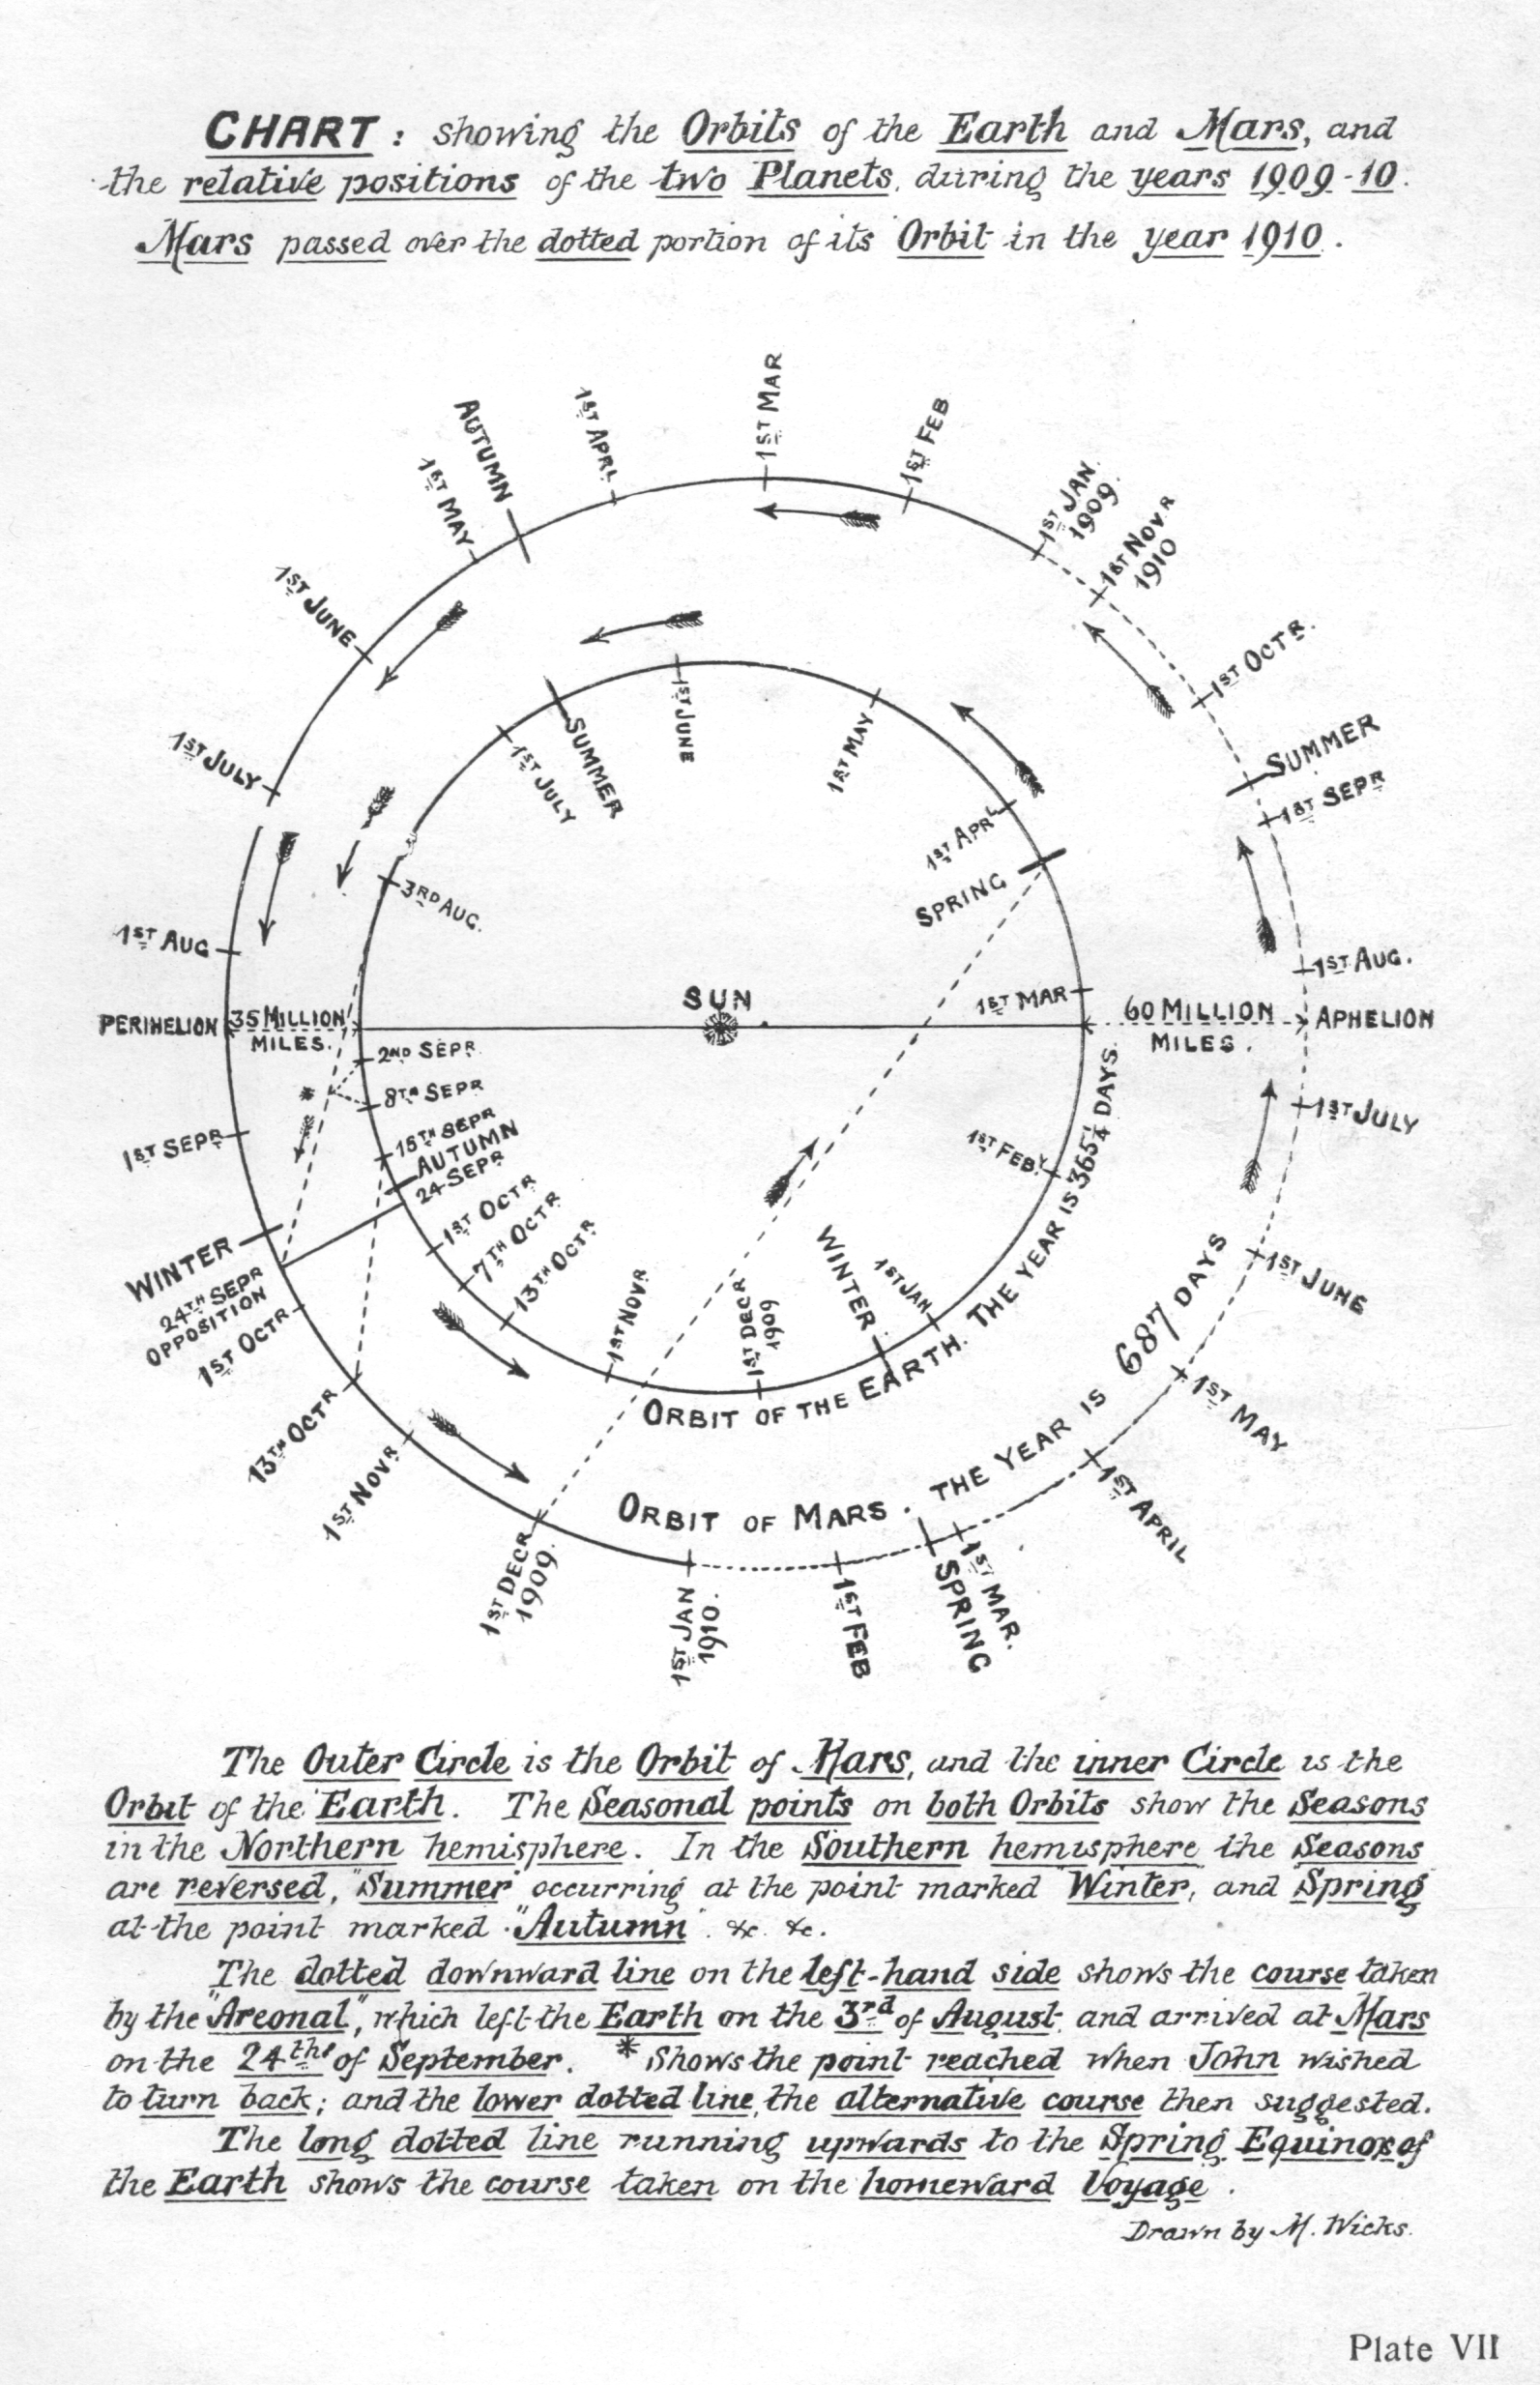 CHART: showing the Orbits of the Earth and Mars, and
the relative positions of the two Planets, during the years 1909-10.
Mars passed over the dotted portion of its Orbit in the year 1910.
1ST MAR
1ST FEB
1ST APRL
AUTUMN
1ST MAY
1ST JAN.
1909.
1ST NOVR
1910
1ST JUNE
1ST OCTR.
1ST JULY
SUMMER
1ST SEPR
1ST JUNE
SUMMER
1ST JULY
1ST MAY
1ST APRL
SPRING
3RD AUG.
1ST AUG
1ST AUG.
SUN
1ST MAR
PERIHELION
35 MILLION
MILES.
60 MILLION
MILES.
APHELION
2ND SEPR.
8TH SEPR
*
15TH SEPR
AUTUMN
24 SEPR
1ST OCTR
7TH OCTR
13TH OCTR
1ST NOVR
1ST DECR
1909
WINTER
1ST JAN
1ST FEBY
1ST JULY
1ST SEPR
WINTER
24TH SEPR
OPPOSITION
1ST OCTR
13TH OCTR
1ST NOVR
1ST DECR
1909.
1ST JAN
1910.
1ST FEB
SPRING
1ST MAR.
1ST APRIL
1ST MAY
1ST JUNE
ORBIT OF THE EARTH. THE YEAR IS 365¼ DAYS.
ORBIT OF MARS. THE YEAR IS 687 DAYS
The Outer Circle is the Orbit of Mars, and the inner Circle is the
Orbit of the Earth. The Seasonal points on both Orbits show the Seasons
in the Northern hemisphere. In the Southern hemisphere the Seasons
are reversed, "Summer" occurring at the point marked "Winter", and Spring
at the point marked "Autumn". &c. &c.
The dotted downward line on the left-hand side shows the course taken
by the "Areonal", which left the Earth on the 3rd of August, and arrived at Mars
on the 24th of September. * Shows the point reached when John wished
to turn back; and the lower dotted line, the alternative course then suggested.
The long dotted line running upwards to the Spring Equinox of
the Earth shows the course taken on the homeward Voyage.
Drawn by M. Wicks.
Plate VII